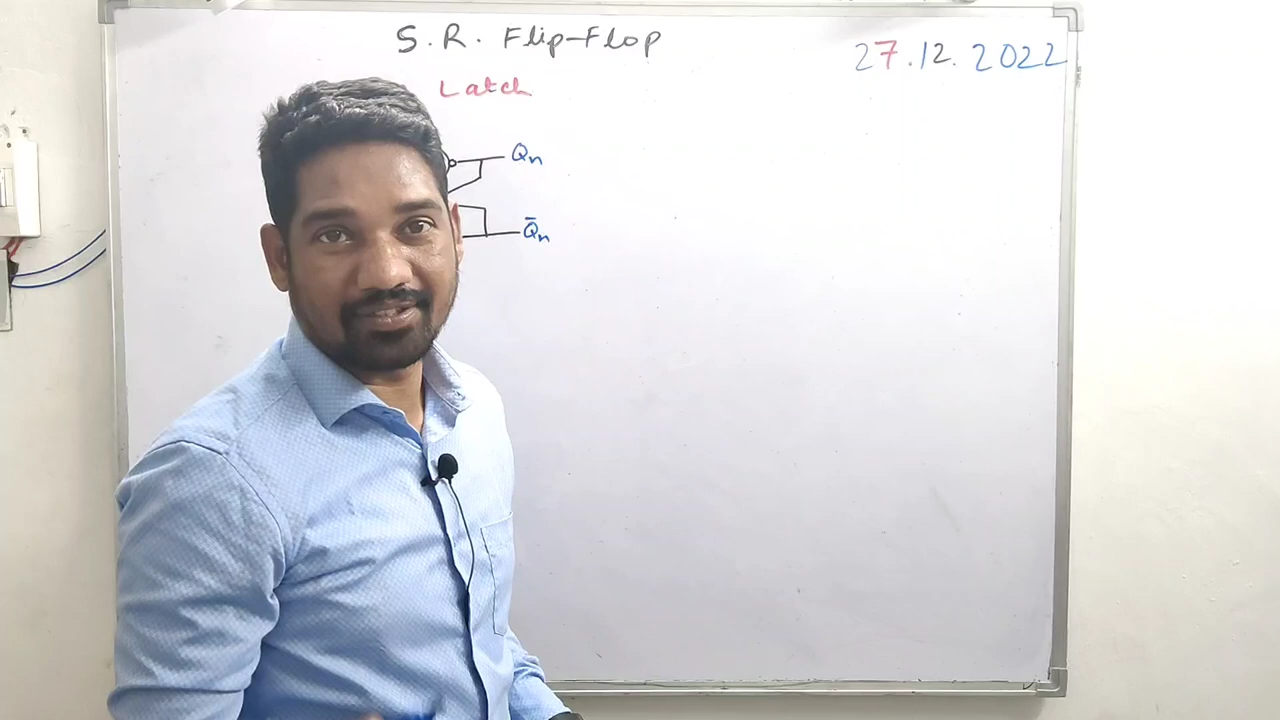 S. R. Flip-Flop
27.12.2022
Latch
Qn
Q̅n